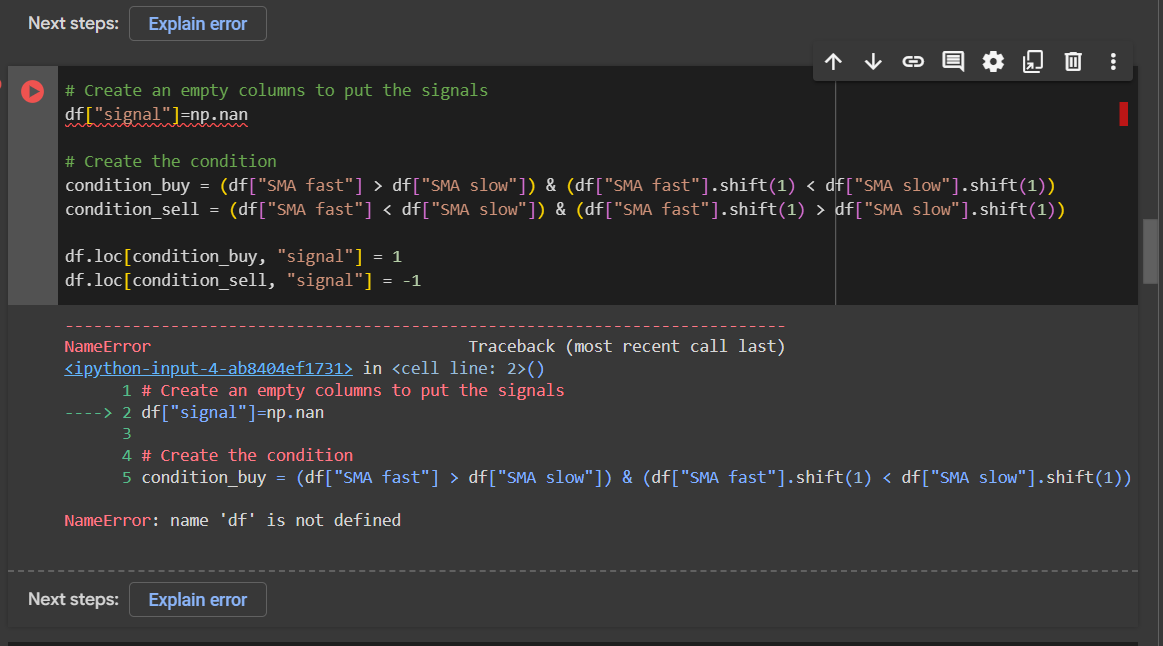 Next steps: Explain error
# Create an empty columns to put the signals
df["signal"]=np.nan
# Create the condition
condition_buy = (df["SMA fast"] > df["SMA slow"]) & (df["SMA fast"].shift(1) < df["SMA slow"].shift(1))
condition_sell = (df["SMA fast"] < df["SMA slow"]) & (df["SMA fast"].shift(1) > df["SMA slow"].shift(1))
df.loc[condition_buy, "signal"] = 1
df.loc[condition_sell, "signal"] = -1
---------------------------------------------------------------------------
NameError                                 Traceback (most recent call last)
<ipython-input-4-ab8404ef1731> in <cell line: 2>()
      1 # Create an empty columns to put the signals
----> 2 df["signal"]=np.nan
      3
      4 # Create the condition
      5 condition_buy = (df["SMA fast"] > df["SMA slow"]) & (df["SMA fast"].shift(1) < df["SMA slow"].shift(1))
NameError: name 'df' is not defined
Next steps: Explain error